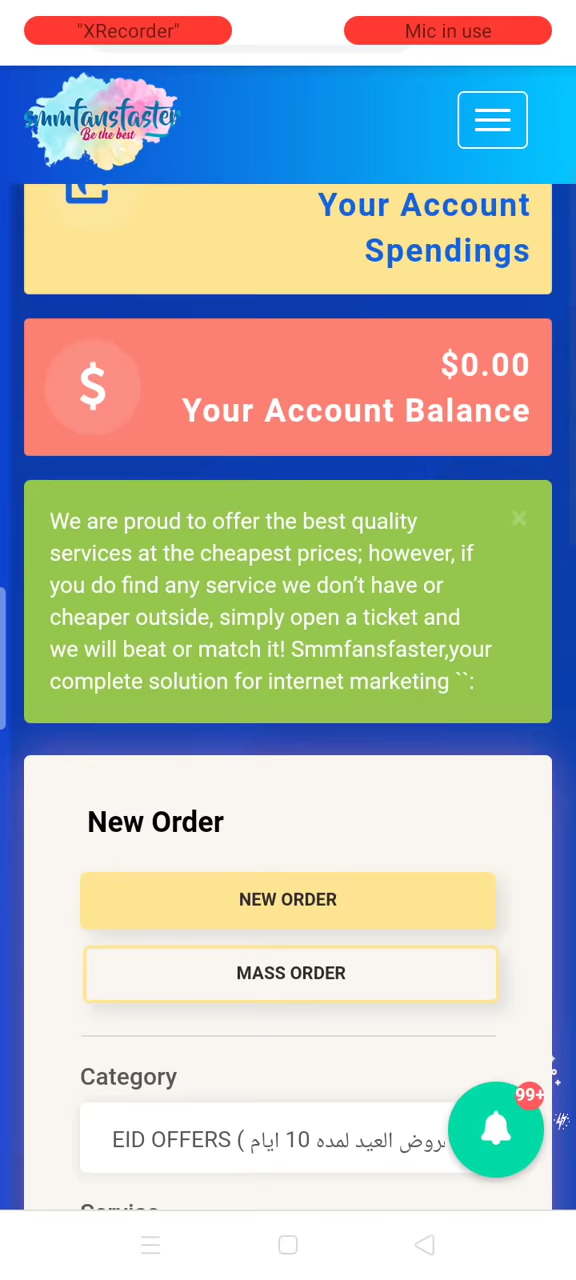 "XRecorder"
Mic in use
smmfansfaster
Be the best
Your Account
Spendings
$0.00
Your Account Balance
We are proud to offer the best quality
services at the cheapest prices; however, if
you do find any service we don’t have or
cheaper outside, simply open a ticket and
we will beat or match it! Smmfansfaster,your
complete solution for internet marketing ``:
×
New Order
NEW ORDER
MASS ORDER
Category
EID OFFERS ( عروض العيد لمده 10 ايام
99+
Service